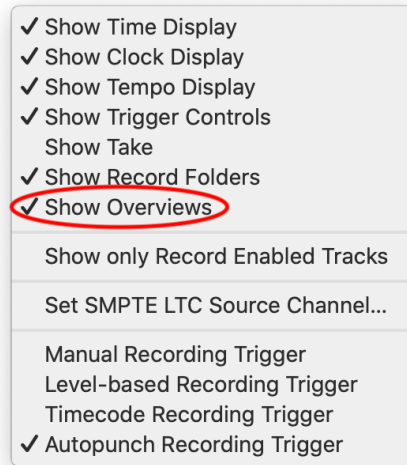 ✓ Show Time Display
✓ Show Clock Display
✓ Show Tempo Display
✓ Show Trigger Controls
Show Take
✓ Show Record Folders
✓ Show Overviews
Show only Record Enabled Tracks
Set SMPTE LTC Source Channel...
Manual Recording Trigger
Level-based Recording Trigger
Timecode Recording Trigger
✓ Autopunch Recording Trigger